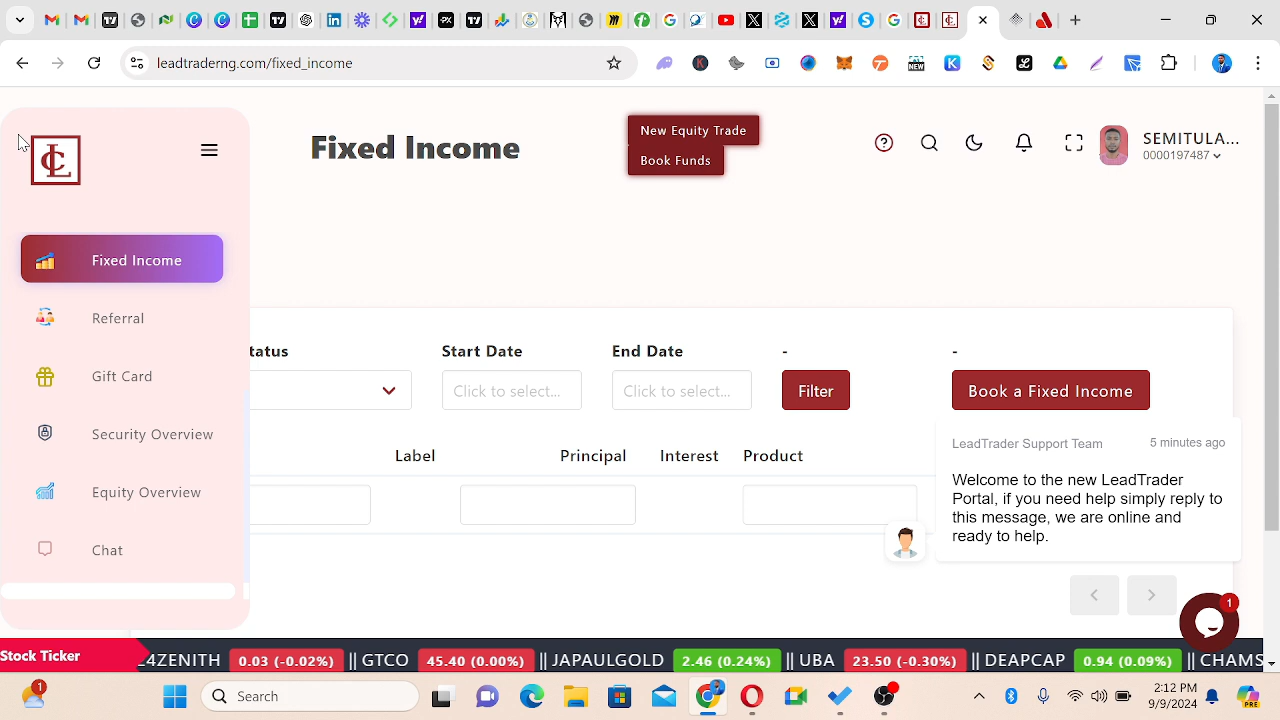 leadtraderng.com/fixed_income
NEW
Fixed Income
New Equity Trade
Book Funds
SEMITULA...
0000197487
Fixed Income
Referral
Gift Card
Security Overview
Equity Overview
Chat
tatus
Start Date
End Date
-
-
Click to select...
Click to select...
Filter
Book a Fixed Income
Label
Principal
Interest
Product
LeadTrader Support Team
5 minutes ago
Welcome to the new LeadTrader
Portal, if you need help simply reply to
this message, we are online and
ready to help.
1
Stock Ticker
24ZENITH 0.03 (-0.02%) || GTCO 45.40 (0.00%) || JAPAULGOLD 2.46 (0.24%) || UBA 23.50 (-0.30%) || DEAPCAP 0.94 (0.09%) || CHAMS
1
Search
2:12 PM
9/9/2024
PRE